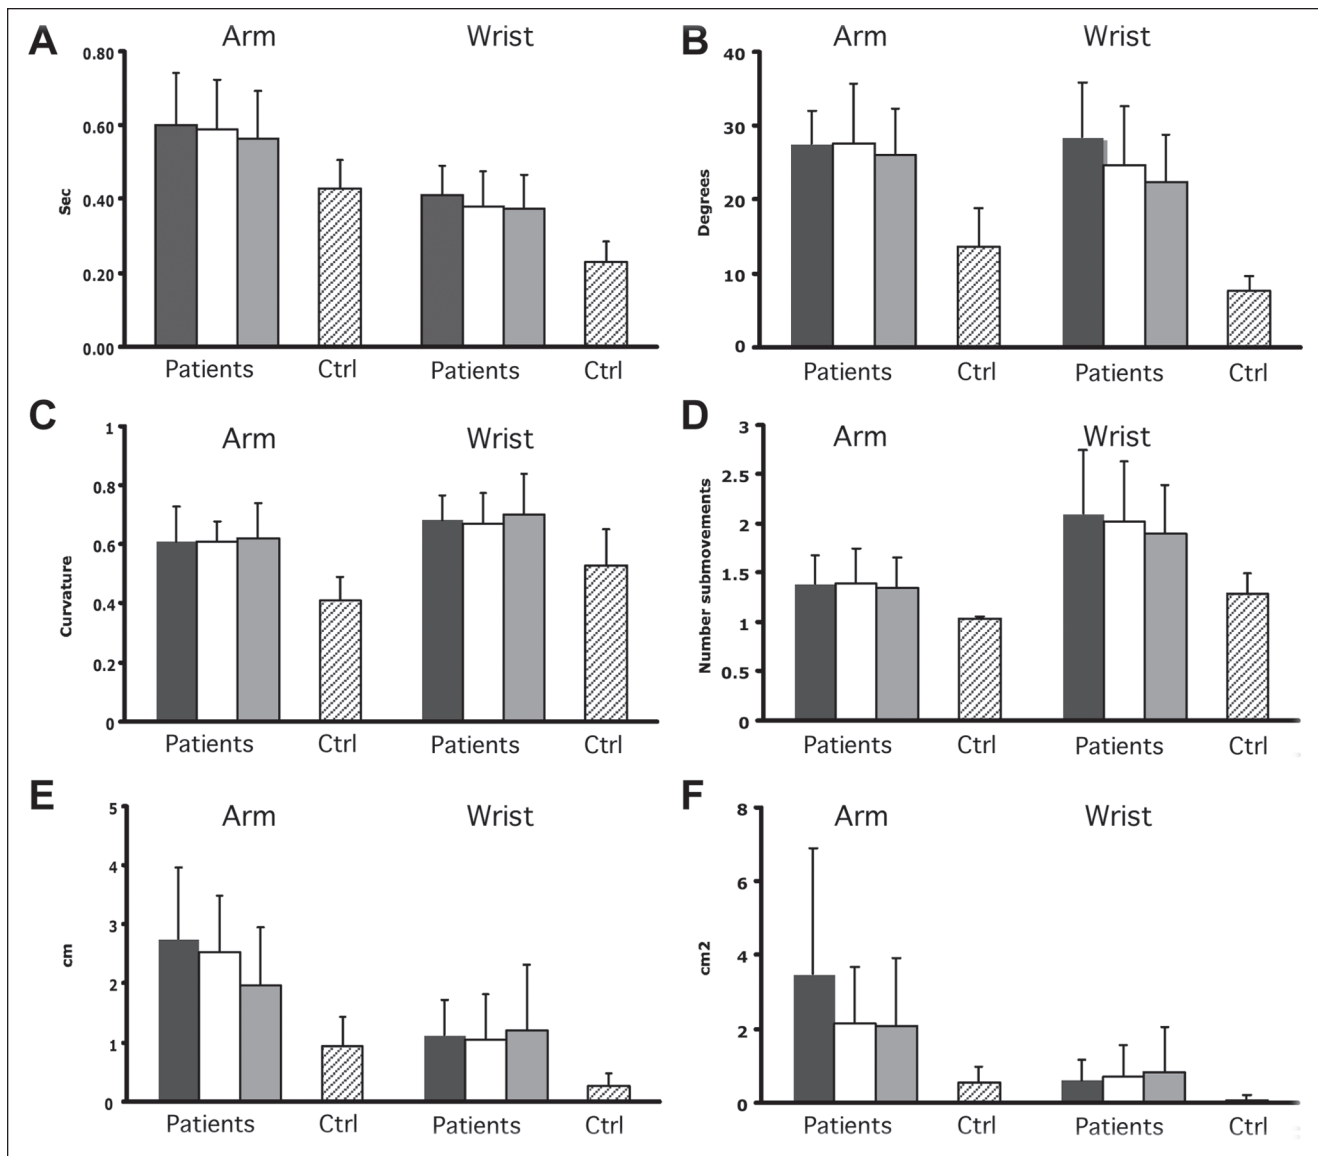 A
Arm
Wrist
0.80
0.60
0.40
0.20
0.00
Sec
Patients
Ctrl
Patients
Ctrl
B
Arm
Wrist
40
30
20
10
0
Degrees
Patients
Ctrl
Patients
Ctrl
C
Arm
Wrist
1
0.8
0.6
0.4
0.2
0
Curvature
Patients
Ctrl
Patients
Ctrl
D
Arm
Wrist
3
2.5
2
1.5
1
0.5
0
Number submovements
Patients
Ctrl
Patients
Ctrl
E
Arm
Wrist
5
4
3
2
1
0
cm
Patients
Ctrl
Patients
Ctrl
F
Arm
Wrist
8
6
4
2
0
cm2
Patients
Ctrl
Patients
Ctrl